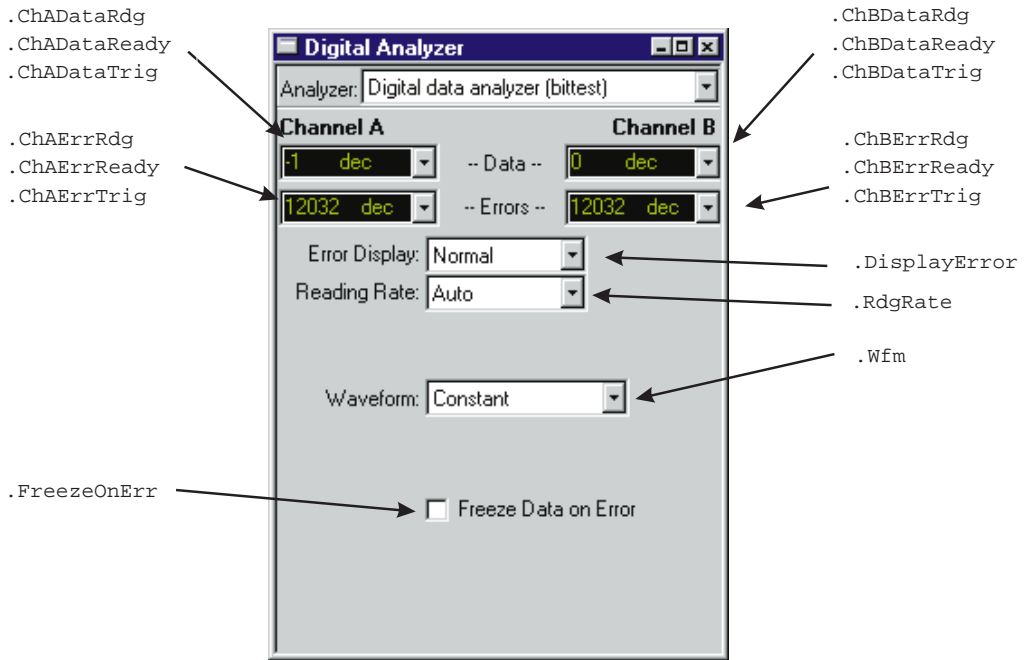 .ChADataRdg
.ChADataReady
.ChADataTrig
.ChBDataRdg
.ChBDataReady
.ChBDataTrig
Digital Analyzer
Analyzer: Digital data analyzer (bittest)
Channel A Channel B
-1 dec -- Data -- 0 dec
12032 dec -- Errors -- 12032 dec
.ChAErrRdg
.ChAErrReady
.ChAErrTrig
.ChBErrRdg
.ChBErrReady
.ChBErrTrig
Error Display: Normal
.DisplayError
Reading Rate: Auto
.RdgRate
.Wfm
Waveform: Constant
.FreezeOnErr
Freeze Data on Error